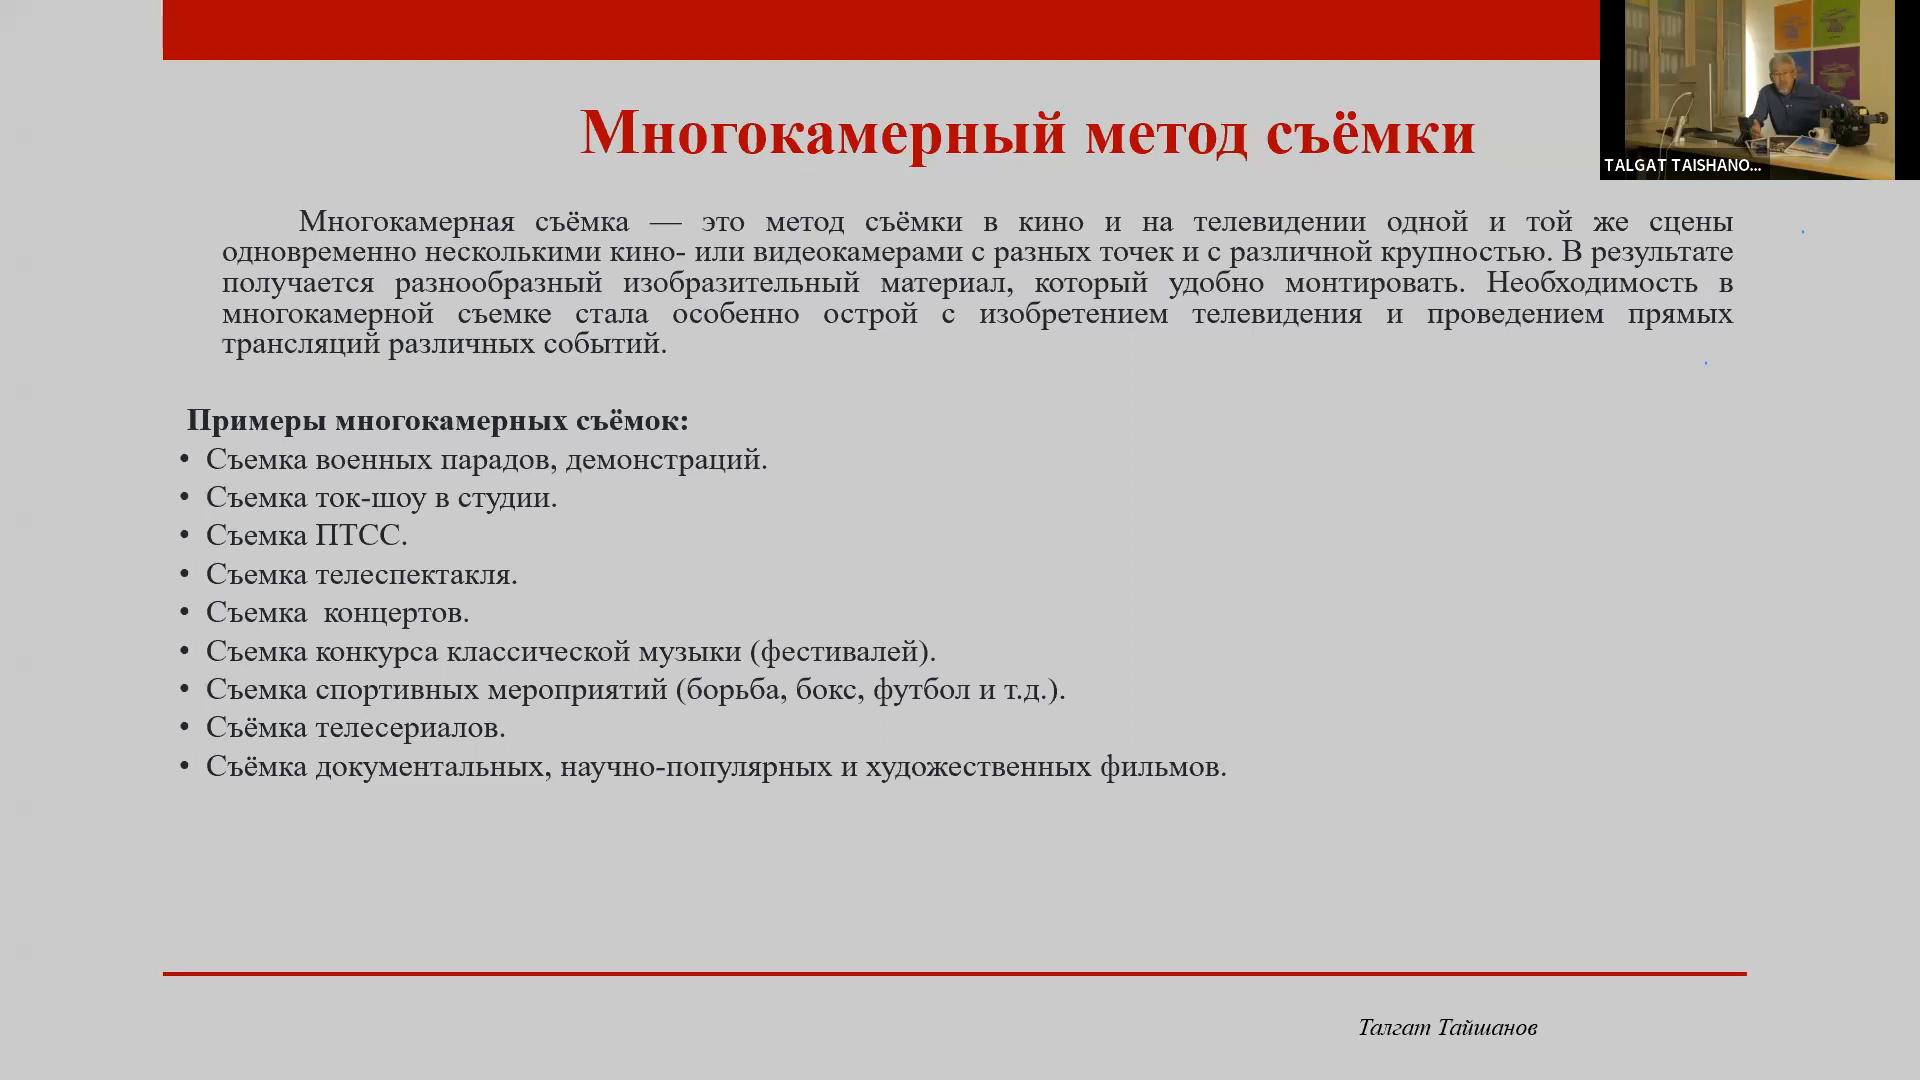 Многокамерный метод съёмки
TALGAT TAISHANO...
Многокамерная съёмка — это метод съёмки в кино и на телевидении одной и той же сцены
одновременно несколькими кино- или видеокамерами с разных точек и с различной крупностью. В результате
получается разнообразный изобразительный материал, который удобно монтировать. Необходимость в
многокамерной съемке стала особенно острой с изобретением телевидения и проведением прямых
трансляций различных событий.
Примеры многокамерных съёмок:
• Съемка военных парадов, демонстраций.
• Съемка ток-шоу в студии.
• Съемка ПТСС.
• Съемка телеспектакля.
• Съемка  концертов.
• Съемка конкурса классической музыки (фестивалей).
• Съемка спортивных мероприятий (борьба, бокс, футбол и т.д.).
• Съёмка телесериалов.
• Съёмка документальных, научно-популярных и художественных фильмов.
Талгат Тайшанов